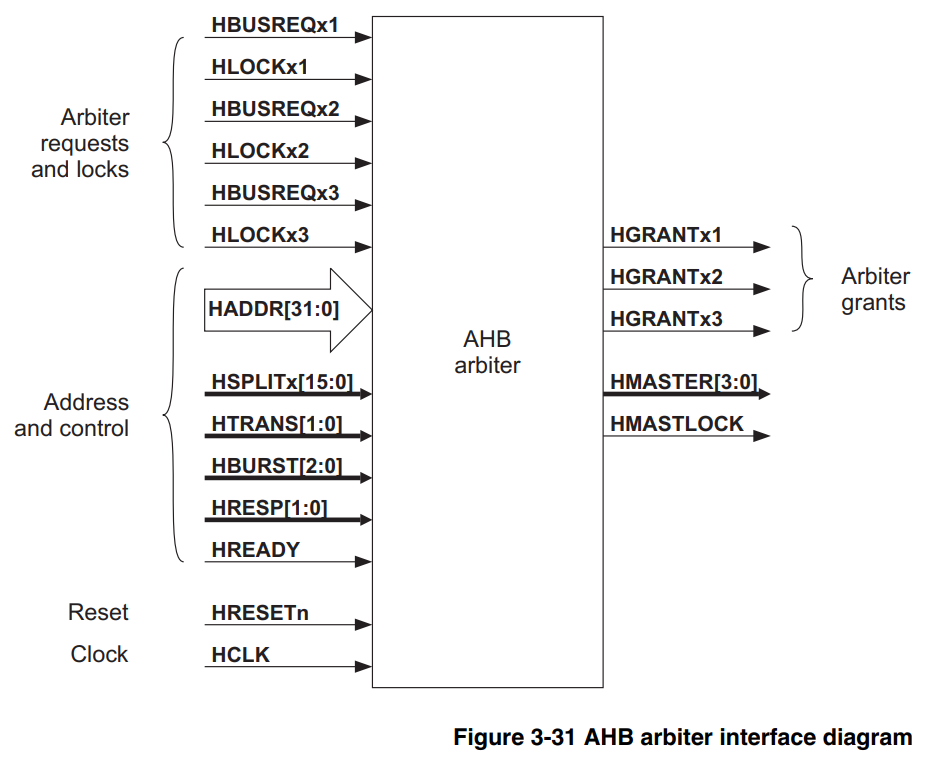 HBUSREQx1
HLOCKx1
HBUSREQx2
HLOCKx2
HBUSREQx3
HLOCKx3
Arbiter
requests
and locks
HADDR[31:0]
HSPLITx[15:0]
HTRANS[1:0]
HBURST[2:0]
HRESP[1:0]
HREADY
Address
and control
Reset
HRESETn
Clock
HCLK
AHB
arbiter
HGRANTx1
HGRANTx2
HGRANTx3
Arbiter
grants
HMASTER[3:0]
HMASTLOCK
Figure 3-31 AHB arbiter interface diagram